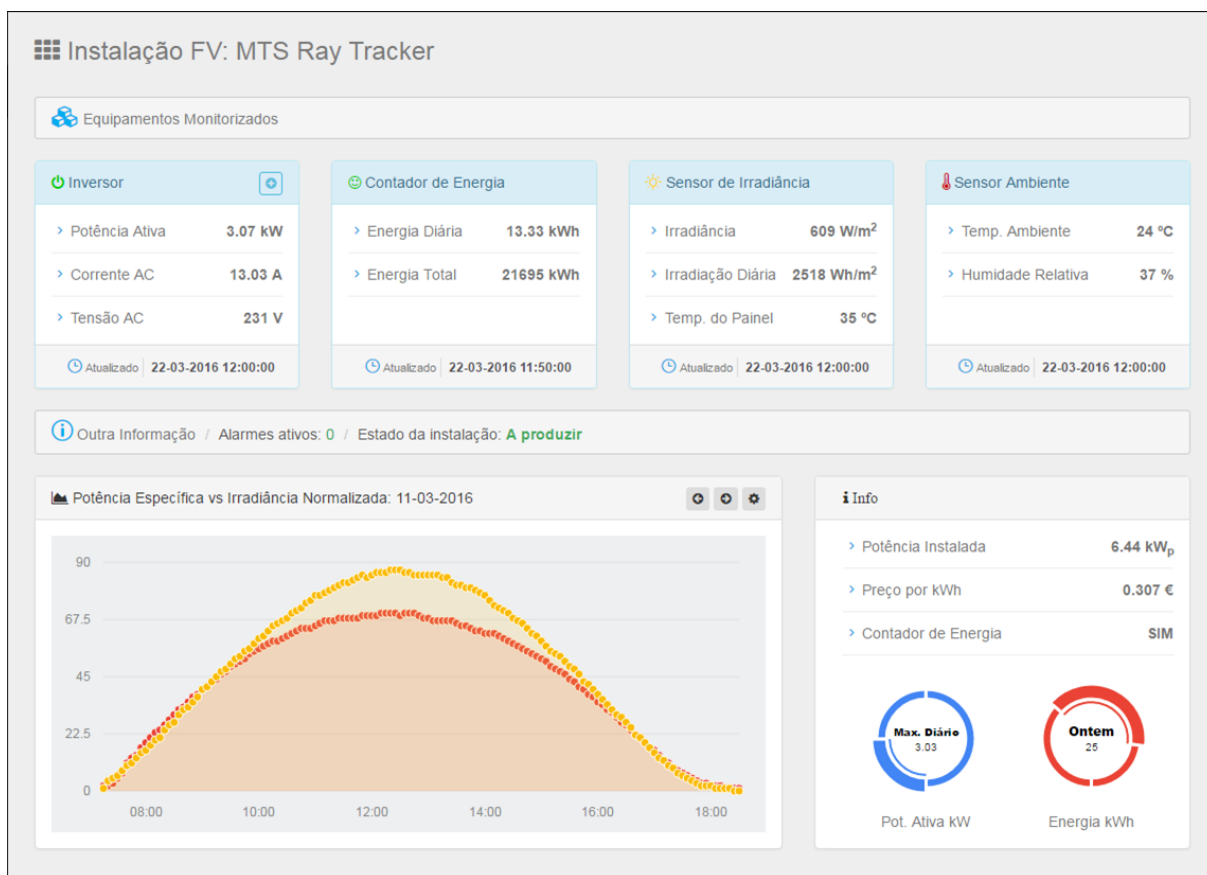 Instalação FV: MTS Ray Tracker
Equipamentos Monitorizados
Inversor
Potência Ativa 3.07 kW
Corrente AC 13.03 A
Tensão AC 231 V
Atualizado 22-03-2016 12:00:00
Contador de Energia
Energia Diária 13.33 kWh
Energia Total 21695 kWh
Atualizado 22-03-2016 11:50:00
Sensor de Irradiância
Irradiância 609 W/m²
Irradiação Diária 2518 Wh/m²
Temp. do Painel 35 ºC
Atualizado 22-03-2016 12:00:00
Sensor Ambiente
Temp. Ambiente 24 ºC
Humidade Relativa 37 %
Atualizado 22-03-2016 12:00:00
Outra Informação / Alarmes ativos: 0 / Estado da instalação: A produzir
Potência Específica vs Irradiância Normalizada: 11-03-2016
90
67.5
45
22.5
0
08:00 10:00 12:00 14:00 16:00 18:00
Info
Potência Instalada 6.44 kWp
Preço por kWh 0.307 €
Contador de Energia SIM
Max. Diário
3.03
Pot. Ativa kW
Ontem
25
Energia kWh